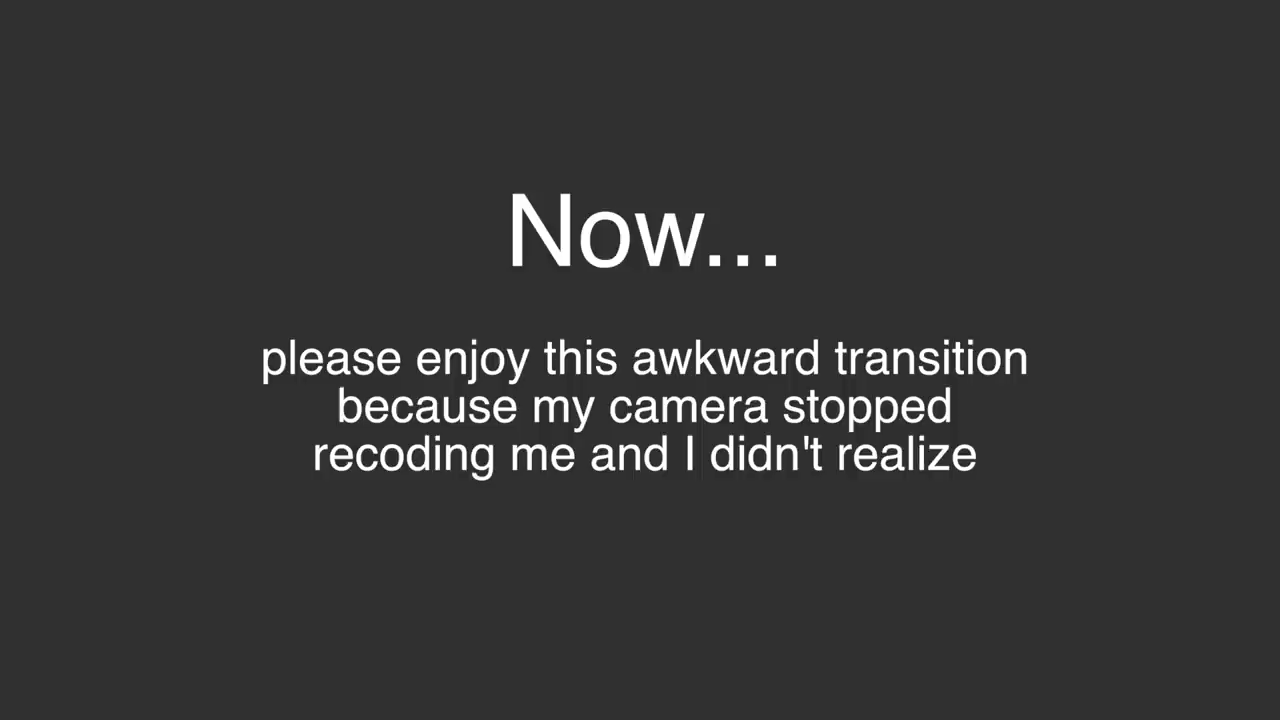 Now...
please enjoy this awkward transition
because my camera stopped
recoding me and I didn't realize